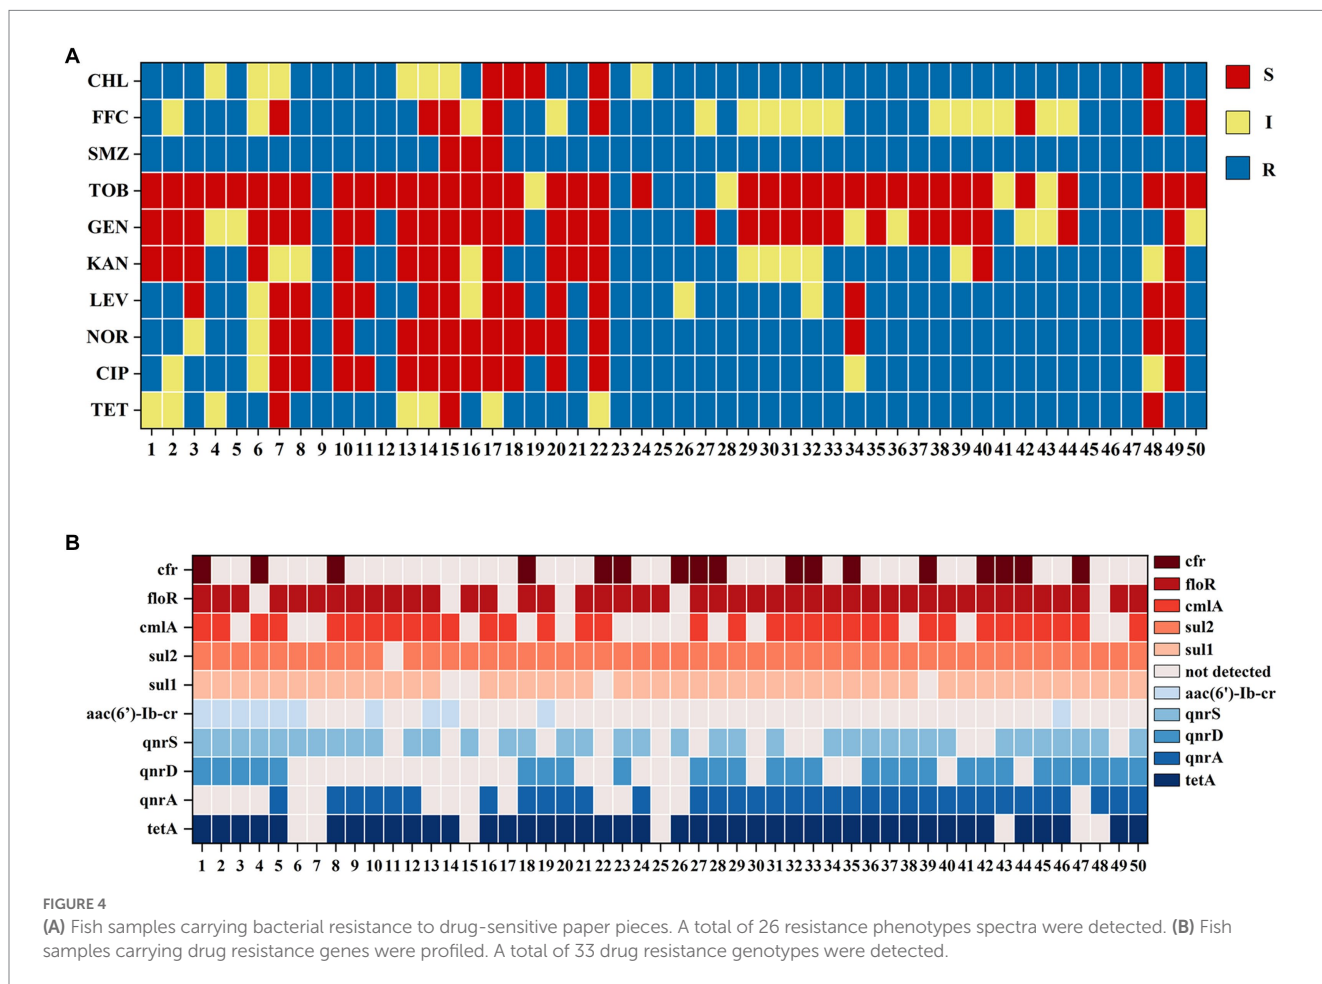 A
CHL
FFC
SMZ
TOB
GEN
KAN
LEV
NOR
CIP
TET
S
I
R
1 2 3 4 5 6 7 8 9 10 11 12 13 14 15 16 17 18 19 20 21 22 23 24 25 26 27 28 29 30 31 32 33 34 35 36 37 38 39 40 41 42 43 44 45 46 47 48 49 50
B
cfr
floR
cmlA
sul2
sul1
aac(6’)-Ib-cr
qnrS
qnrD
qnrA
tetA
cfr
floR
cmlA
sul2
sul1
not detected
aac(6')-Ib-cr
qnrS
qnrD
qnrA
tetA
1 2 3 4 5 6 7 8 9 10 11 12 13 14 15 16 17 18 19 20 21 22 23 24 25 26 27 28 29 30 31 32 33 34 35 36 37 38 39 40 41 42 43 44 45 46 47 48 49 50
FIGURE 4
(A) Fish samples carrying bacterial resistance to drug-sensitive paper pieces. A total of 26 resistance phenotypes spectra were detected. (B) Fish
samples carrying drug resistance genes were profiled. A total of 33 drug resistance genotypes were detected.